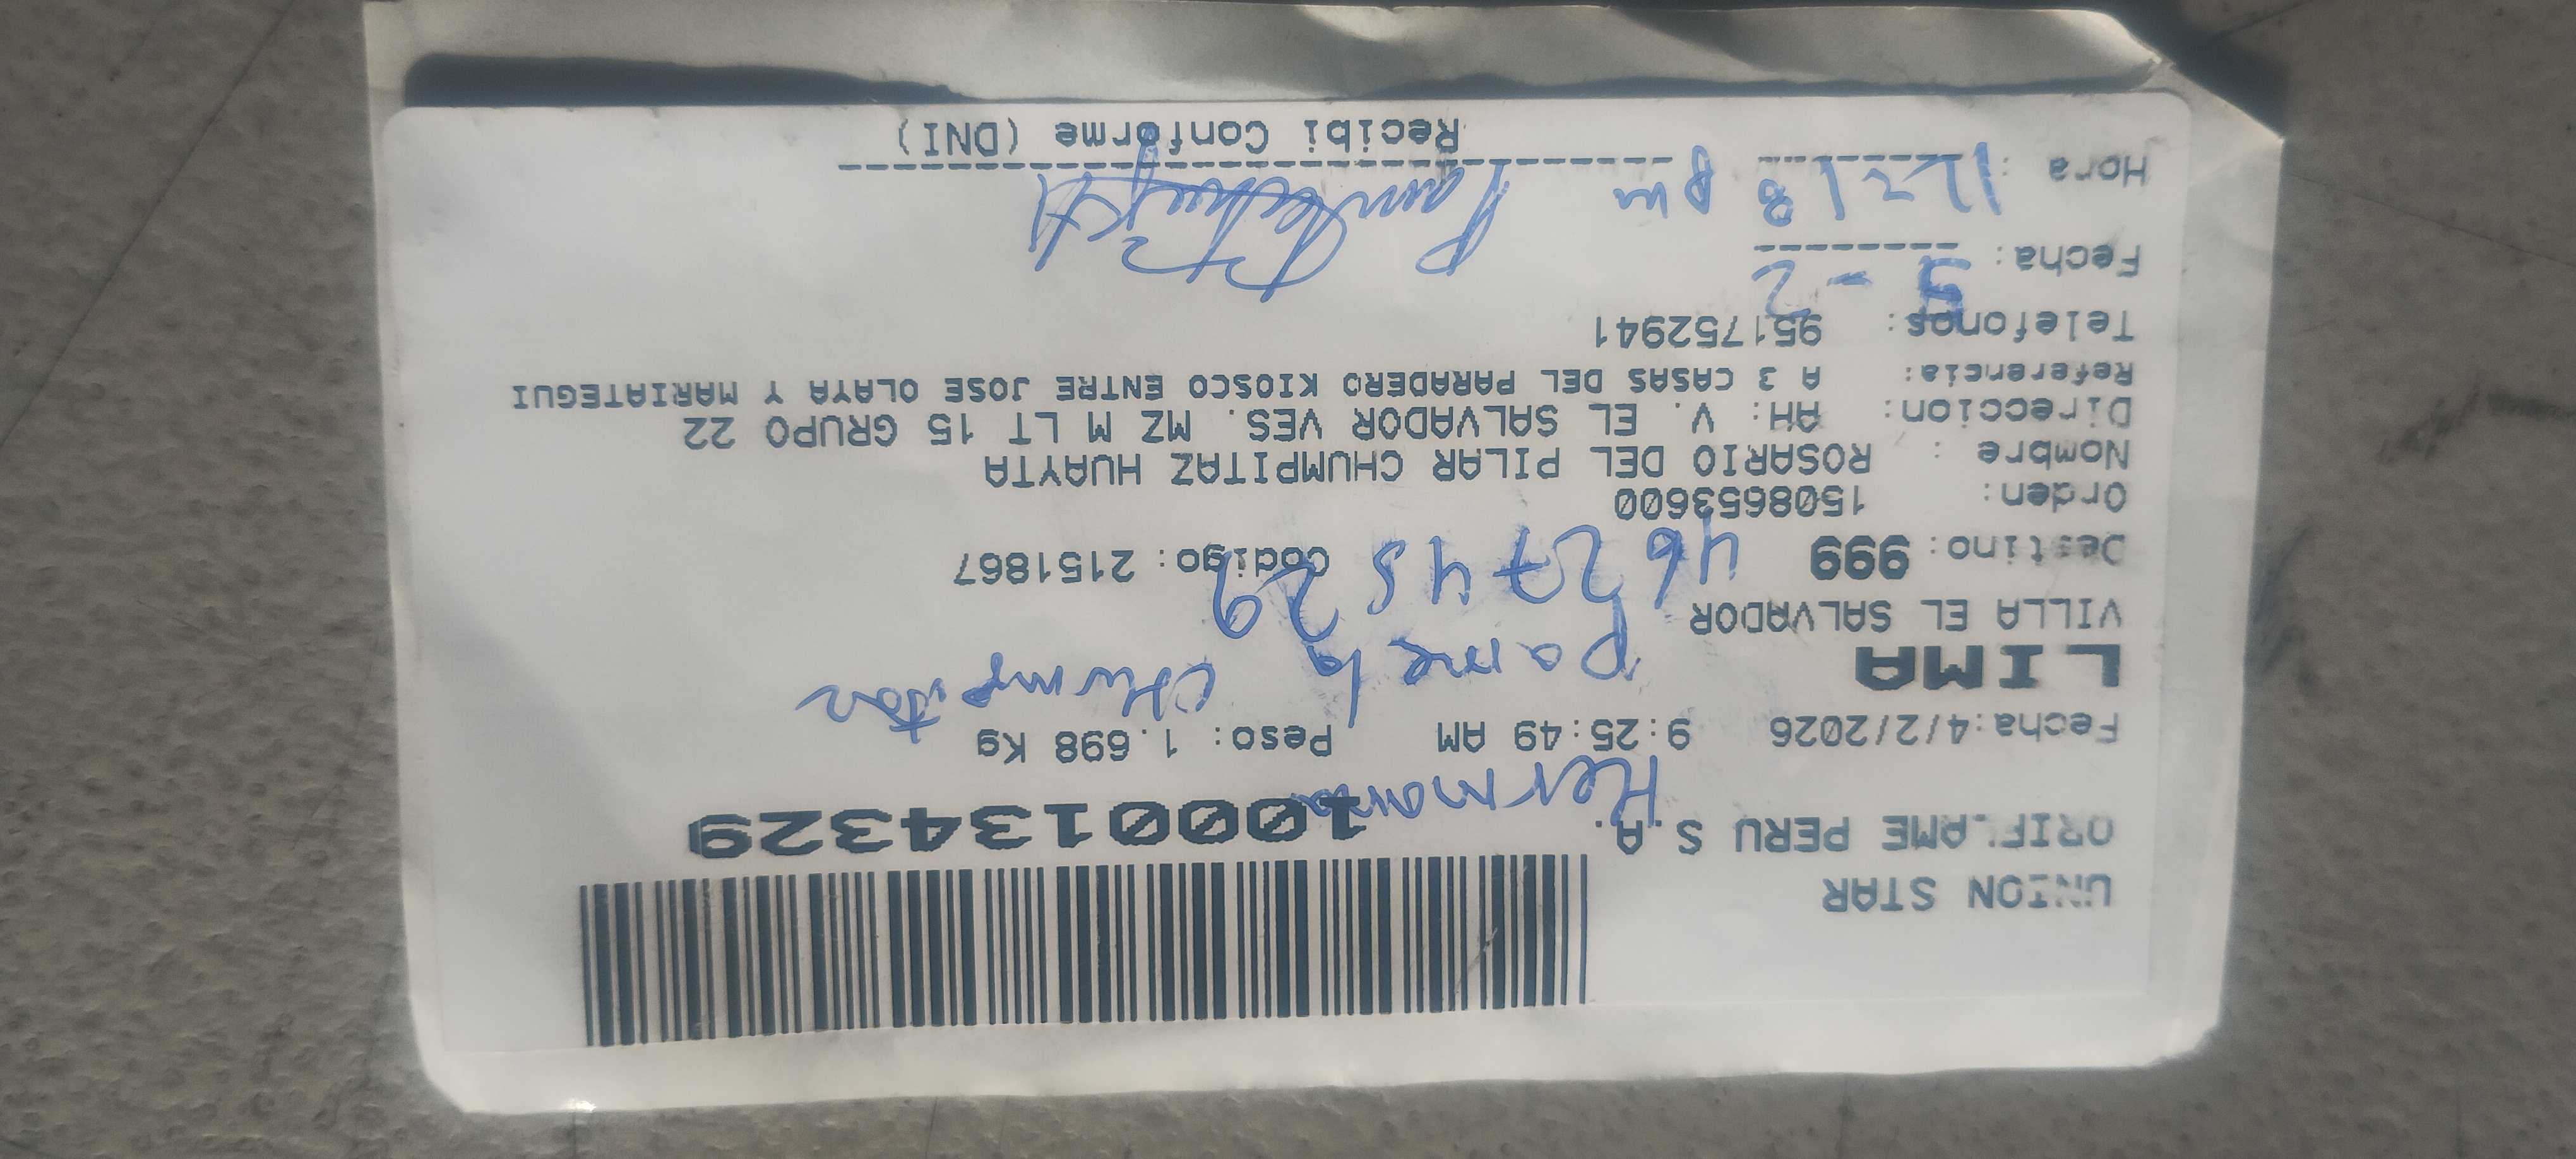 UNION STAR
ORIFLAME PERU S.A.
1000134329
Hermana
Fecha:4/2/2026 9:25:49 AM Peso: 1.698 Kg
LIMA
Pamela Chumpitaz
VILLA EL SALVADOR
46274529
Destino: 999 Codigo: 2151867
Orden: 1508653600
Nombre : ROSARIO DEL PILAR CHUMPITAZ HUAYTA
Direccion: AH: V. EL SALVADOR VES. MZ M LT 15 GRUPO 22
Referencia: A 3 CASAS DEL PARADERO KIOSCO ENTRE JOSE OLAYA Y MARIATEGUI
Telefonos: 951752941
Fecha: 5-2
Hora : 12:18 pm
Recibi Conforme (DNI)